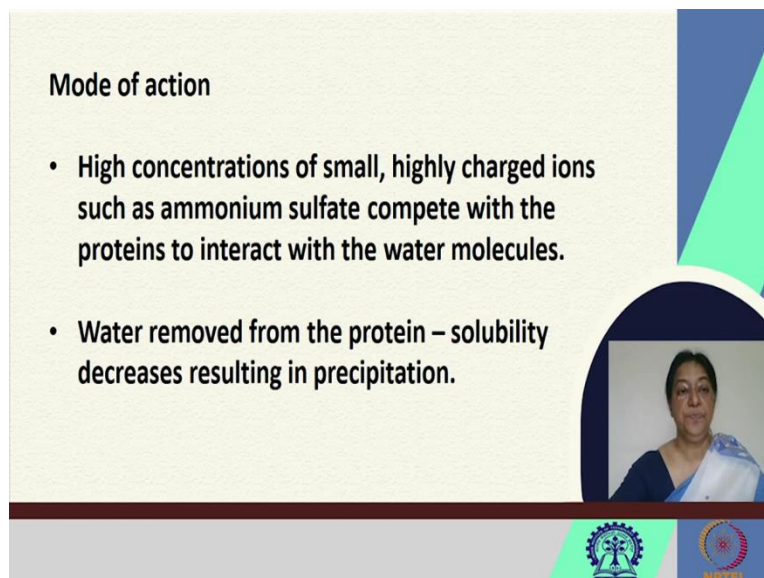 Mode of action
• High concentrations of small, highly charged ions
such as ammonium sulfate compete with the
proteins to interact with the water molecules.
• Water removed from the protein – solubility
decreases resulting in precipitation.
NPTEL